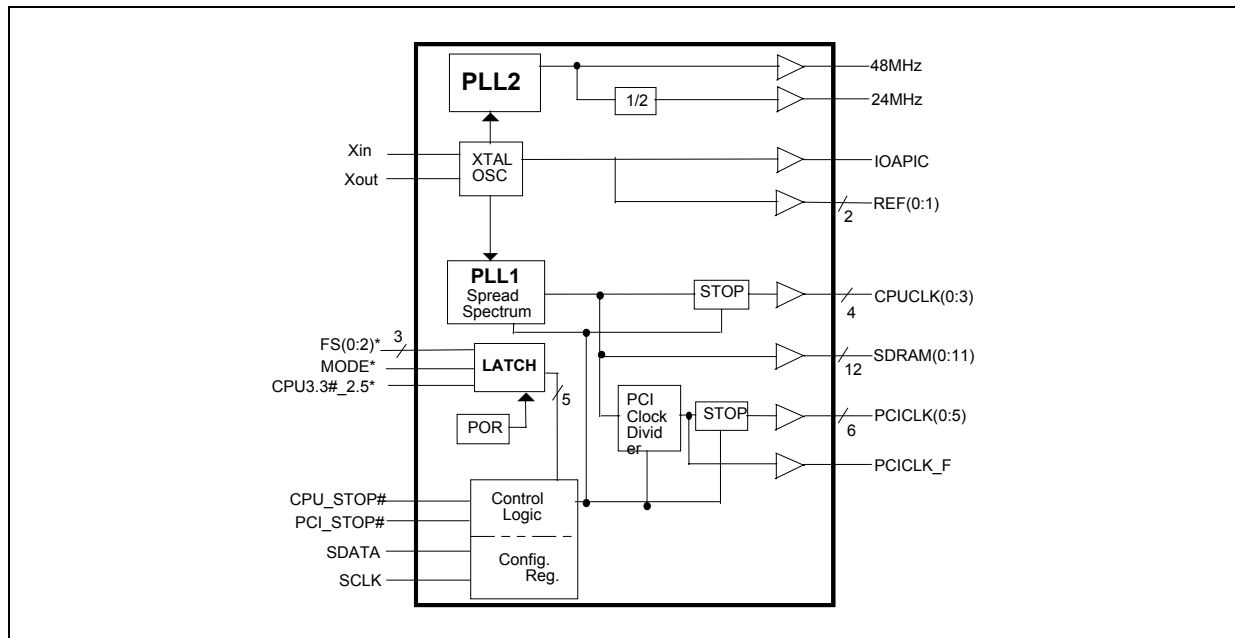 PLL2
48MHz
1/2
24MHz
Xin
Xout
XTAL
OSC
IOAPIC
REF(0:1)
2
PLL1
Spread
Spectrum
STOP
CPUCLK(0:3)
4
FS(0:2)*
3
MODE*
CPU3.3#_2.5*
LATCH
5
POR
SDRAM(0:11)
12
PCI
Clock
Divid
er
STOP
PCICLK(0:5)
6
PCICLK_F
CPU_STOP#
PCI_STOP#
SDATA
SCLK
Control
Logic
Config.
Reg.